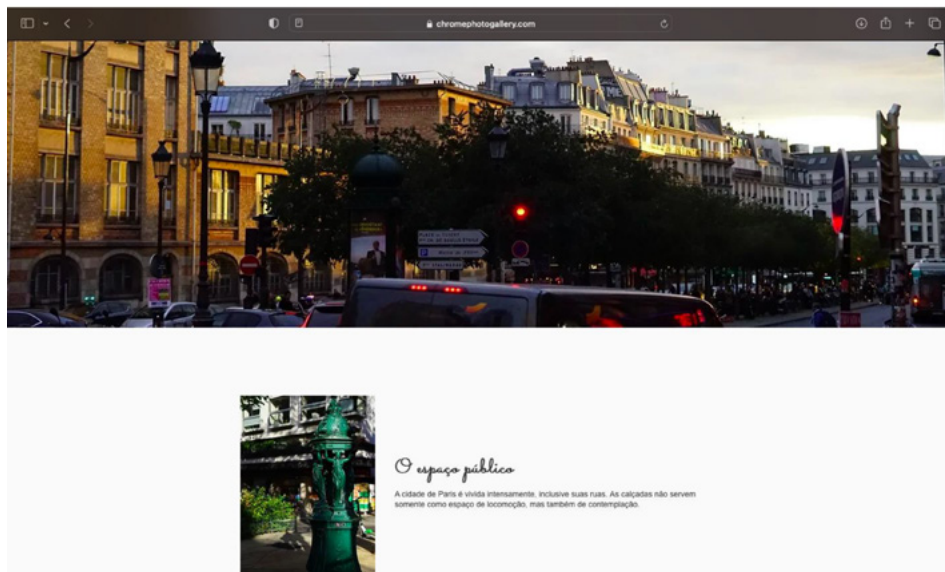 chromephotogallery.com
P
O espaço público
A cidade de Paris é vivida intensamente, inclusive suas ruas. As calçadas não servem
somente como espaço de locomoção, mas também de contemplação.